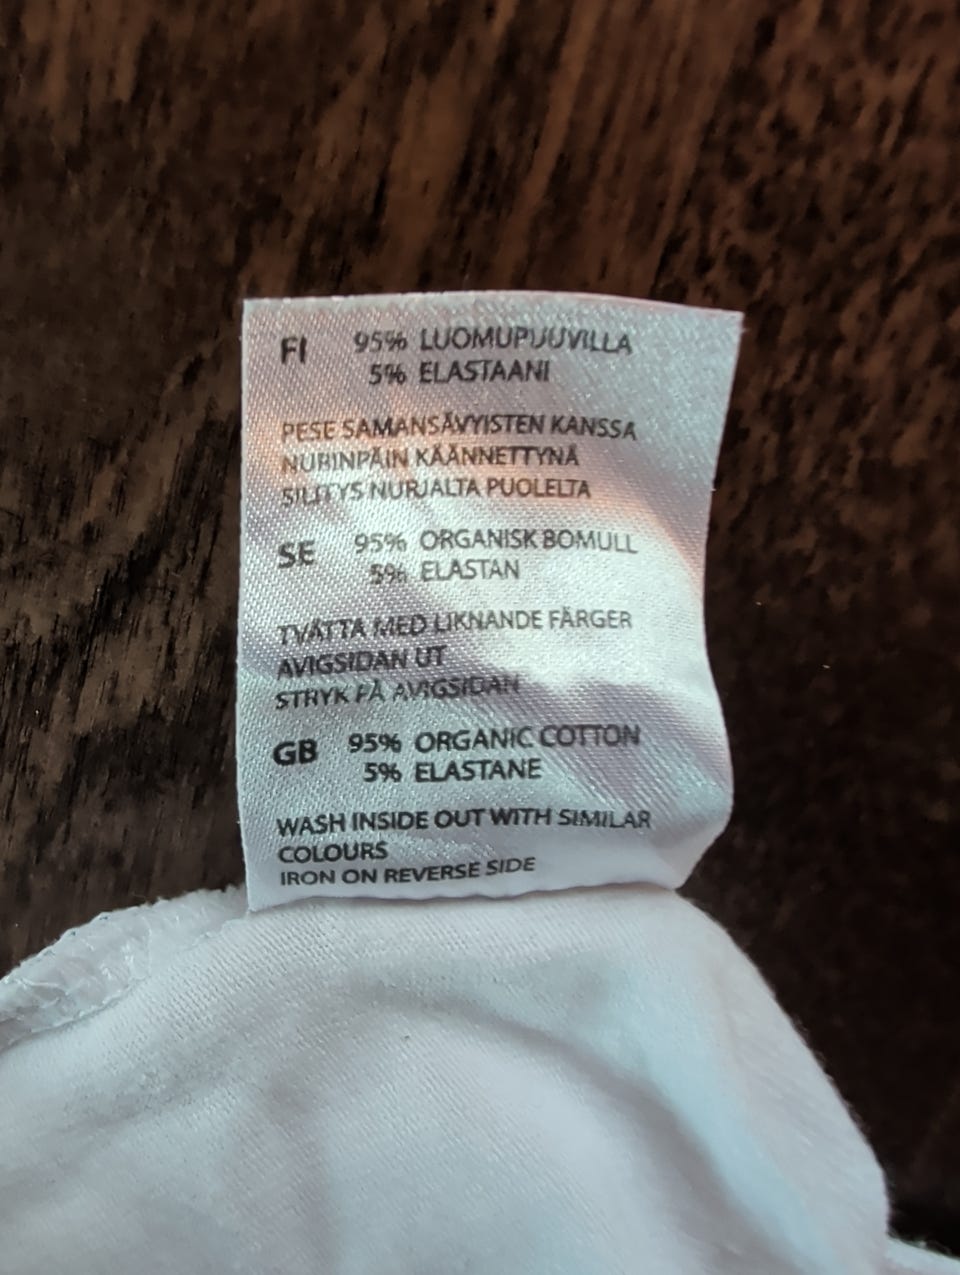 FI 95% LUOMUPUUVILLA
5% ELASTAANI
PESE SAMANSÄVYISTEN KANSSA
NURINPÄIN KÄÄNNETTYNÄ
SILITYS NURJALTA PUOLELTA
SE 95% ORGANISK BOMULL
5% ELASTAN
TVÄTTA MED LIKNANDE FÄRGER
AVIGSIDAN UT
STRYK PÅ AVIGSIDAN
GB 95% ORGANIC COTTON
5% ELASTANE
WASH INSIDE OUT WITH SIMILAR
COLOURS
IRON ON REVERSE SIDE